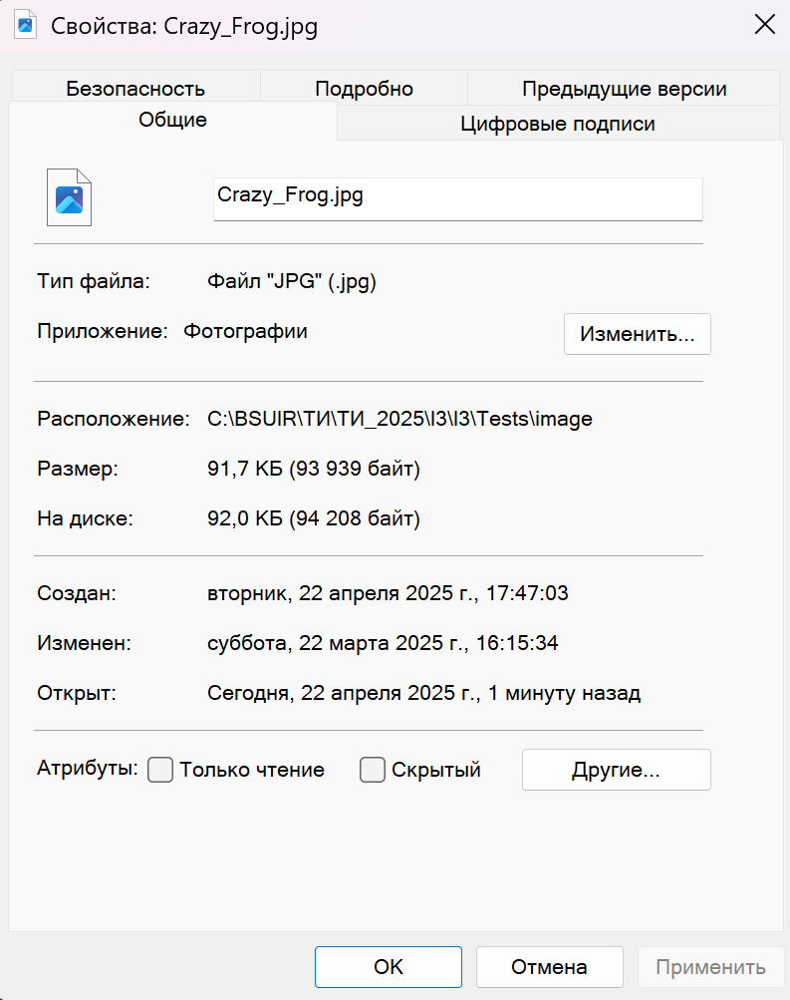 Свойства: Crazy_Frog.jpg
Безопасность Подробно Предыдущие версии
Общие Цифровые подписи
Crazy_Frog.jpg
Тип файла: Файл "JPG" (.jpg)
Приложение: Фотографии Изменить...
Расположение: C:\BSUIR\ТИ\ТИ_2025\l3\l3\Tests\image
Размер: 91,7 КБ (93 939 байт)
На диске: 92,0 КБ (94 208 байт)
Создан: вторник, 22 апреля 2025 г., 17:47:03
Изменен: суббота, 22 марта 2025 г., 16:15:34
Открыт: Сегодня, 22 апреля 2025 г., 1 минуту назад
Атрибуты: Только чтение Скрытый Другие...
OK Отмена Применить